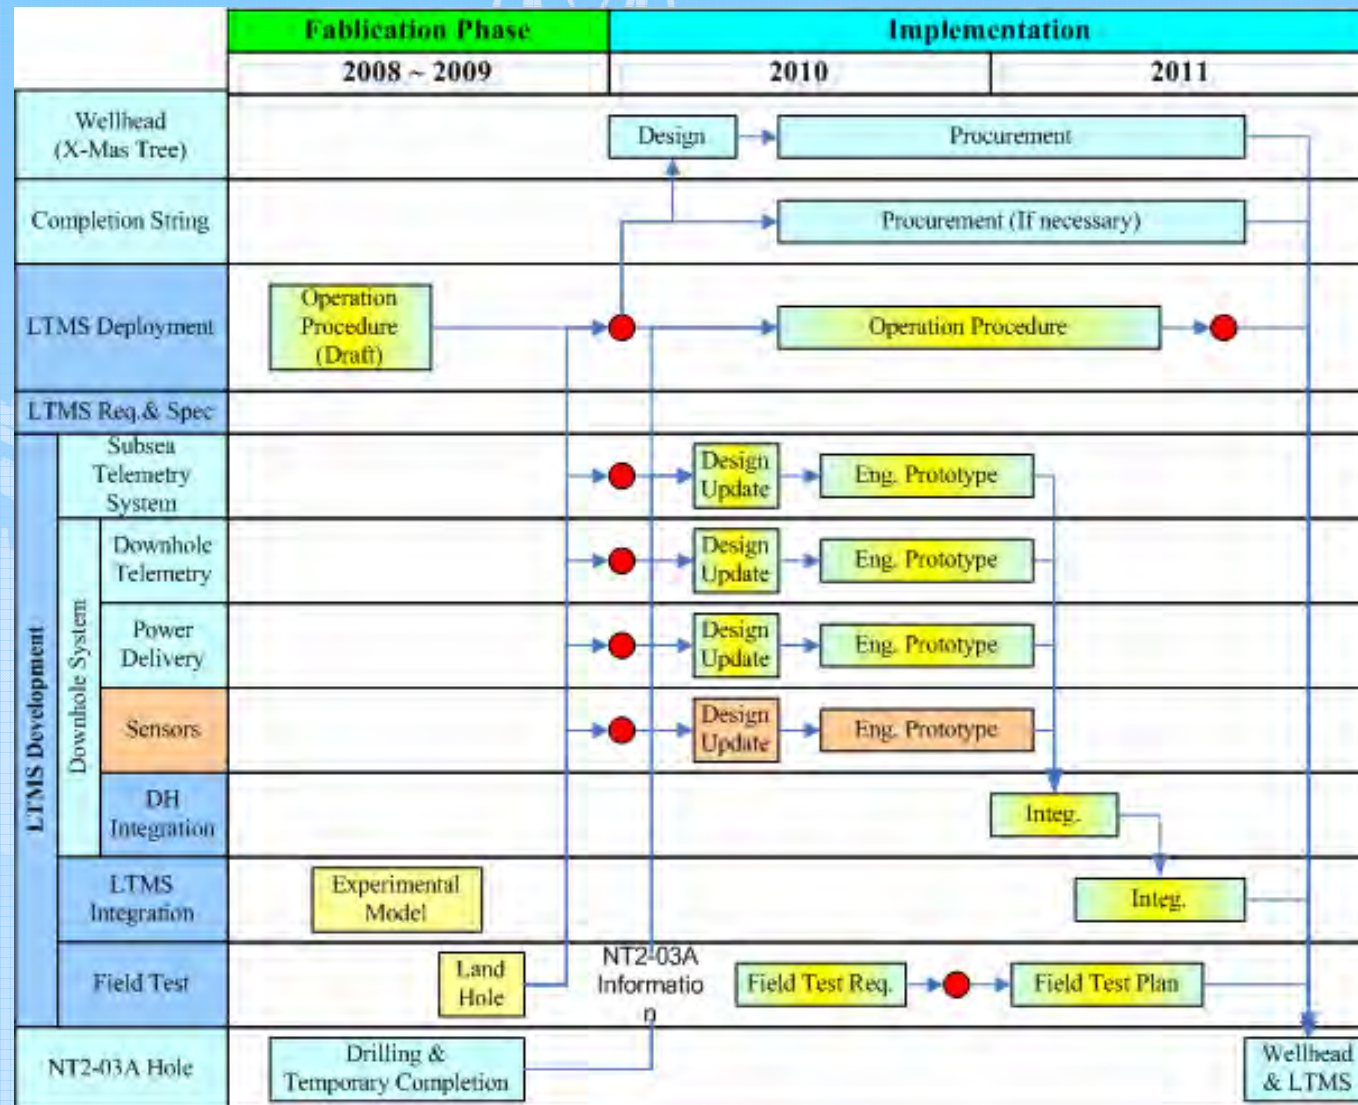 Fablication Phase
Implementation
2008 ~ 2009
2010
2011
Wellhead
(X-Mas Tree)
Design
Procurement
Completion String
Procurement (If necessary)
LTMS Deployment
Operation
Procedure
(Draft)
Operation Procedure
LTMS Req.& Spec
LTMS Development
Subsea
Telemetry
System
Design
Update
Eng. Prototype
Downhole System
Downhole
Telemetry
Design
Update
Eng. Prototype
Power
Delivery
Design
Update
Eng. Prototype
Sensors
Design
Update
Eng. Prototype
DH
Integration
Integ.
LTMS
Integration
Experimental
Model
Integ.
Field Test
Land
Hole
NT2-03A
Informatio
n
Field Test Req.
Field Test Plan
NT2-03A Hole
Drilling &
Temporary Completion
Wellhead
& LTMS